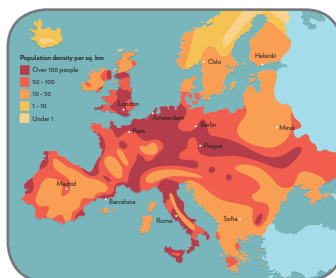 Helsinki
Oslo
Population density per sq. km
Over 100 people
50 - 100
10 - 50
1 - 10
Under 1
London
Amsterdam
Berlin
Minsk
Paris
Prague
Madrid
Barcelona
Rome
Sofia